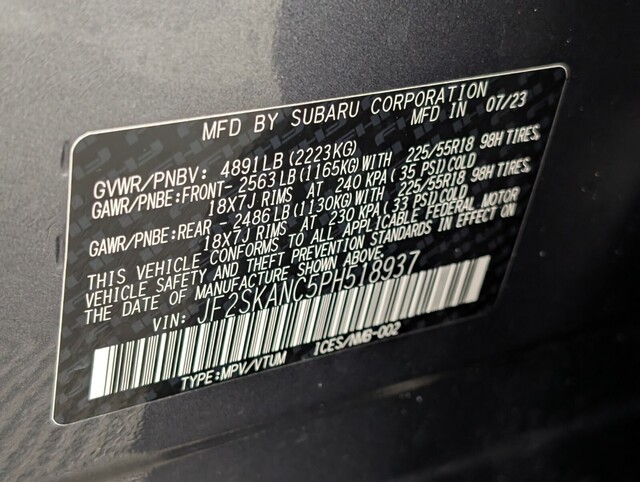 MFD BY SUBARU CORPORATION
MFD IN 07/23
GVWR/PNBV: 4891LB(2223KG)
GAWR/PNBE:FRONT- 2563LB(1165KG)WITH 225/55R18 98H TIRES,
18X7J RIMS AT 240 KPA(35 PSI)COLD
GAWR/PNBE:REAR - 2486LB(1130KG)WITH 225/55R18 98H TIRES,
18X7J RIMS AT 230 KPA(33 PSI)COLD
THIS VEHICLE CONFORMS TO ALL APPLICABLE FEDERAL MOTOR
VEHICLE SAFETY AND THEFT PREVENTION STANDARDS IN EFFECT ON
THE DATE OF MANUFACTURE SHOWN ABOVE.
VIN: JF2SKANC5PH518937
TYPE:MPV/VTUM ICES/NMB-002